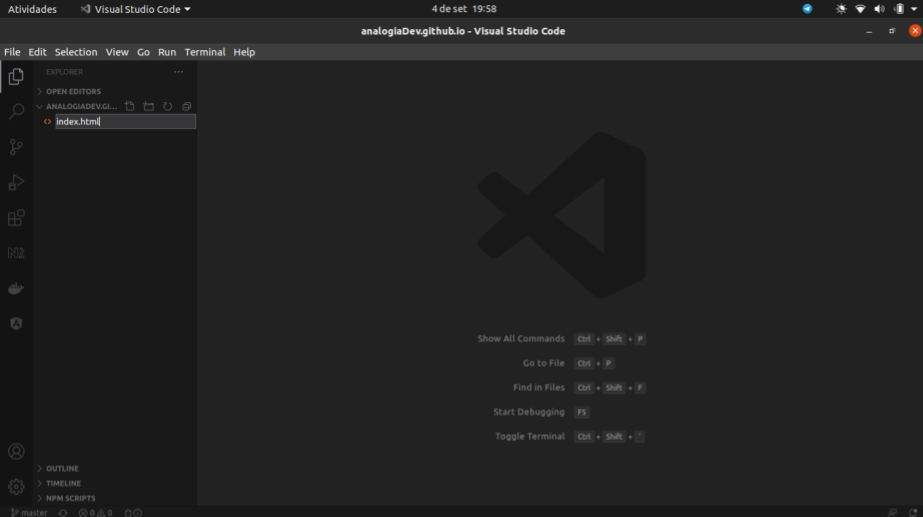 Atividades Visual Studio Code 4 de set 19:58
analogiaDev.github.io - Visual Studio Code
File Edit Selection View Go Run Terminal Help
EXPLORER ...
OPEN EDITORS
ANALOGIADEV.GI...
index.html
Show All Commands Ctrl + Shift + P
Go to File Ctrl + P
Find in Files Ctrl + Shift + F
Start Debugging F5
Toggle Terminal Ctrl + Shift + `
OUTLINE
TIMELINE
NPM SCRIPTS
master 0 0